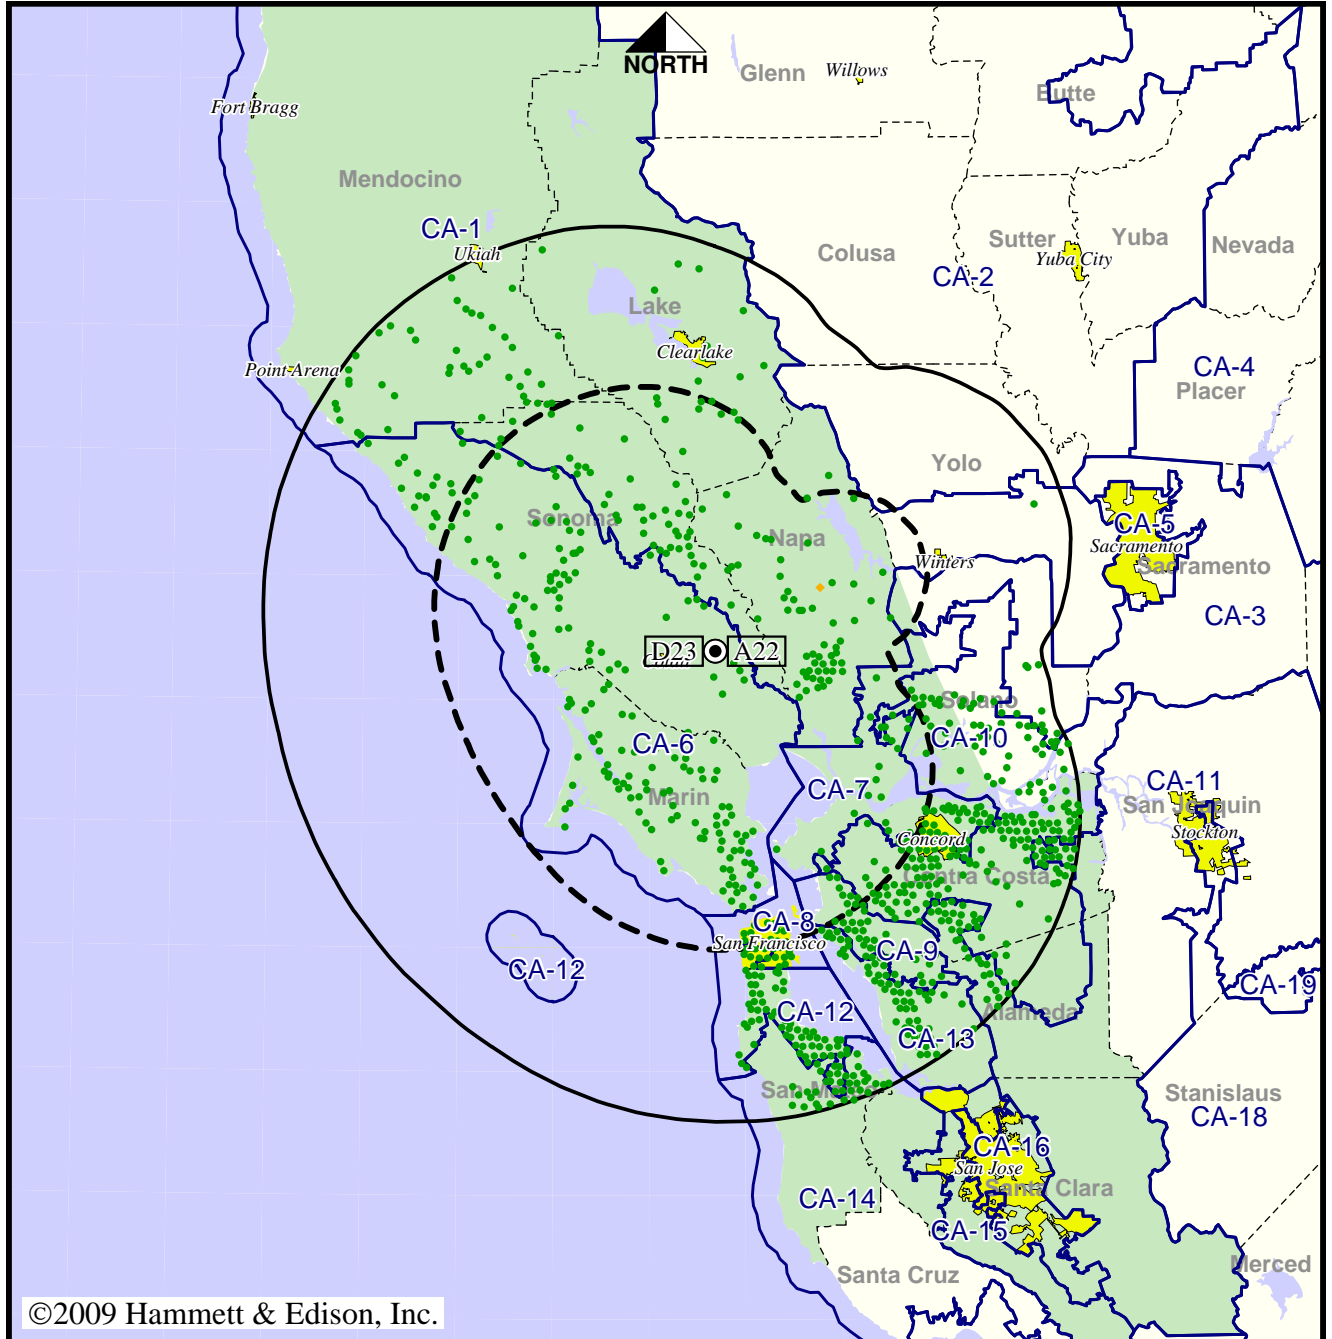 NORTH
Glenn
Willows
Butte
Fort Bragg
Mendocino
CA-1
Ukiah
Colusa
Sutter
Yuba
Nevada
Yuba City
CA-2
Lake
Clearlake
Point Arena
CA-4
Placer
Yolo
Sonoma
Napa
CA-5
Sacramento
Winters
Sacramento
CA-3
D23
A22
Solano
CA-6
CA-10
CA-7
Marin
CA-11
San Joaquin
Stockton
Concord
Contra Costa
CA-8
San Francisco
CA-9
CA-12
CA-19
CA-12
Alameda
CA-13
San Mateo
Stanislaus
CA-18
CA-16
San Jose
Santa Clara
CA-14
CA-15
Santa Cruz
Merced
©2009 Hammett & Edison, Inc.